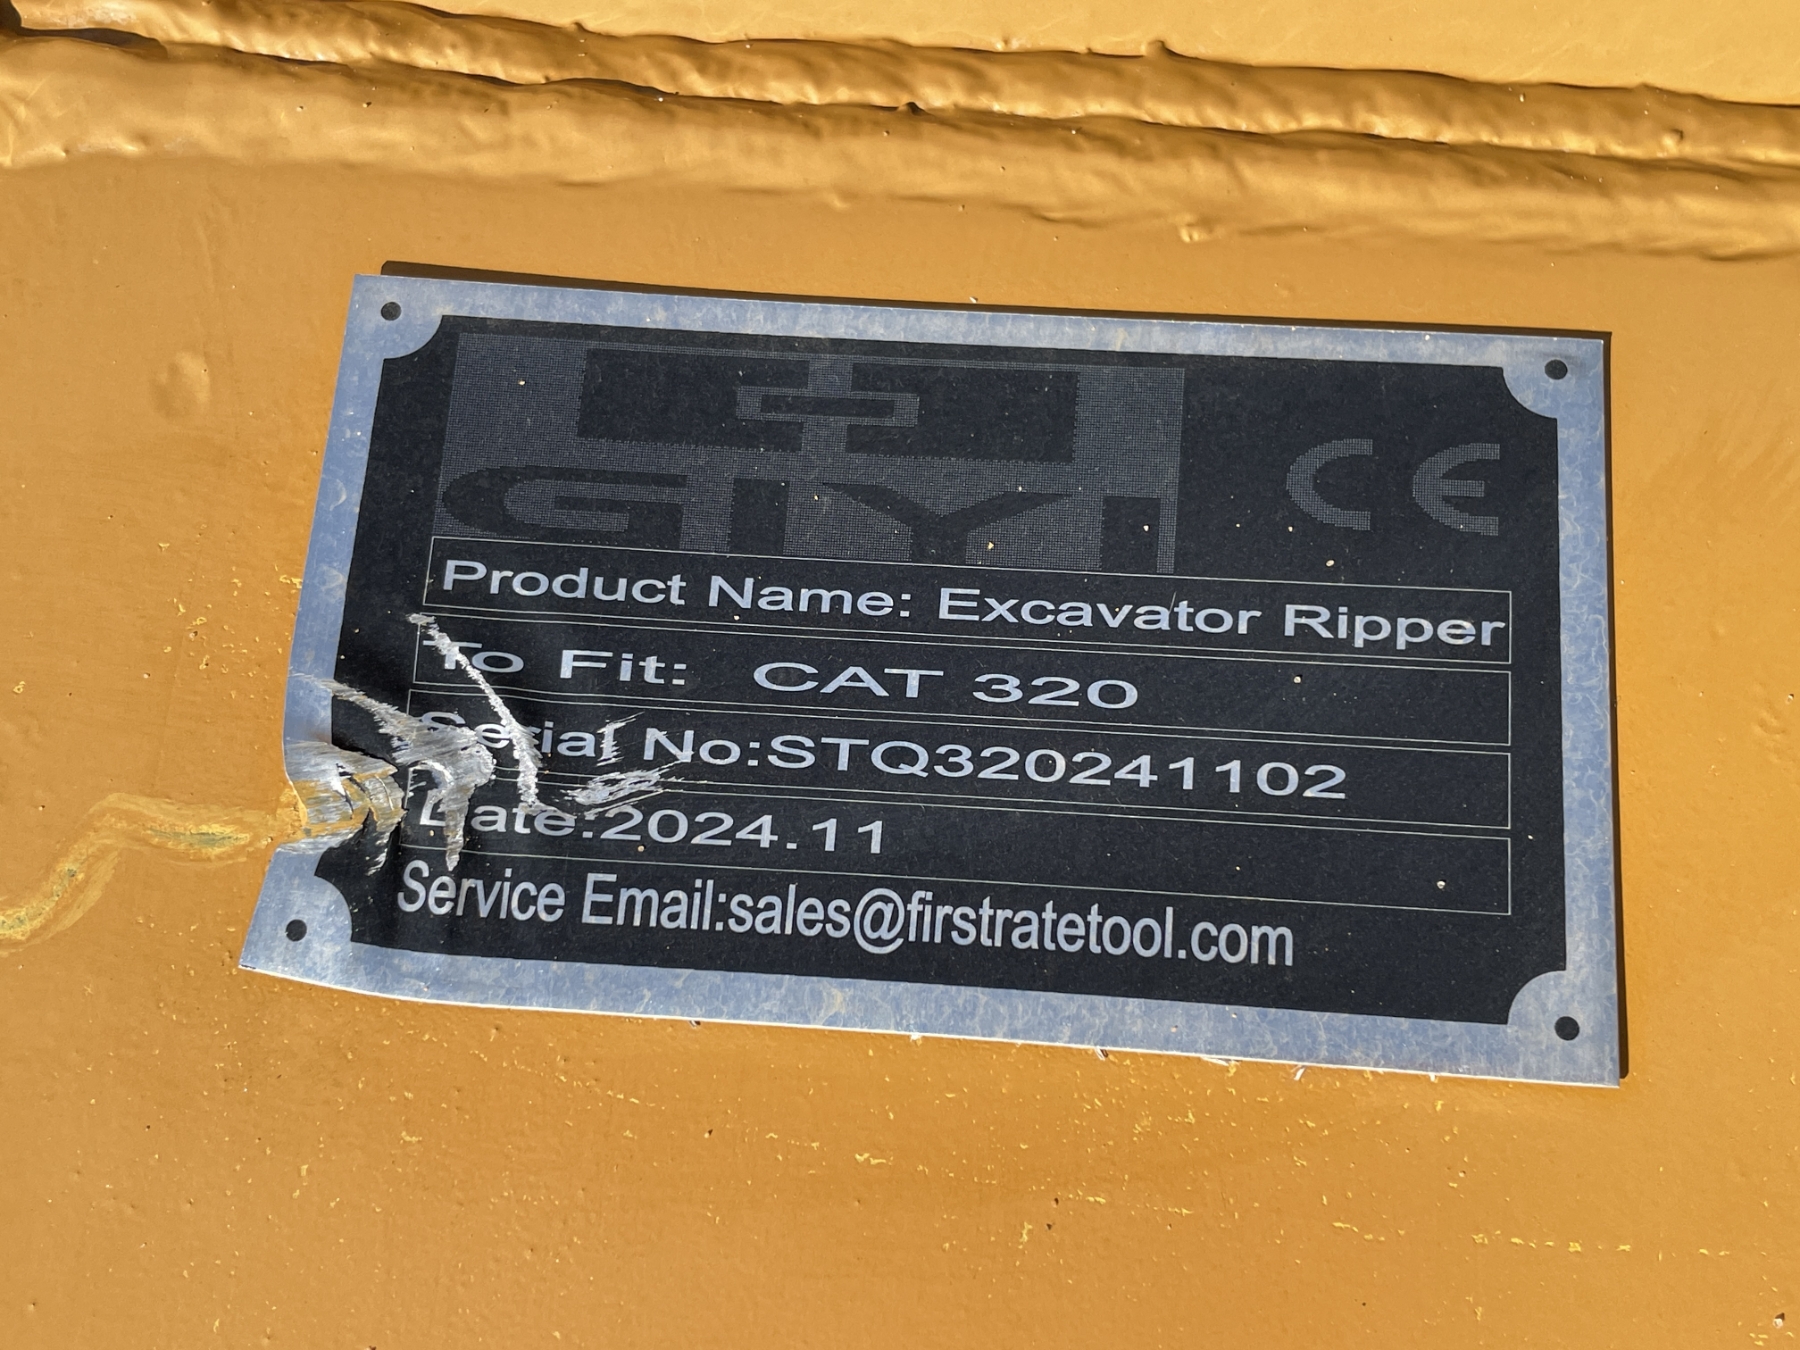 GIYI
CE
Product Name: Excavator Ripper
To Fit: CAT 320
Serial No:STQ320241102
Date:2024.11
Service Email:sales@firstratetool.com